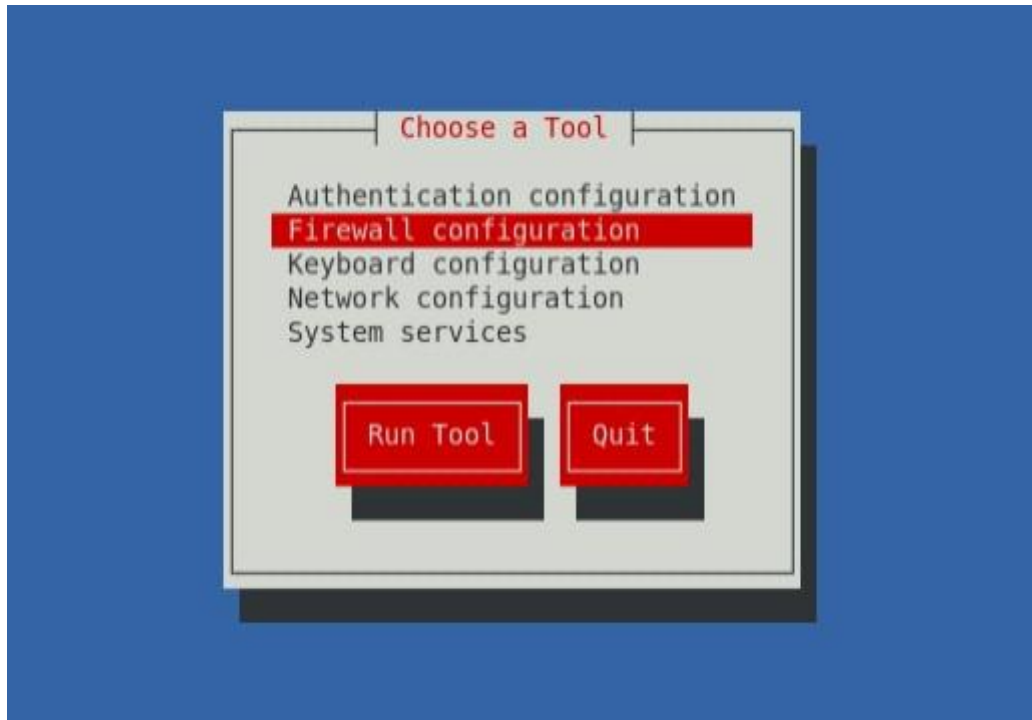 Choose a Tool
Authentication configuration
Firewall configuration
Keyboard configuration
Network configuration
System services
Run Tool Quit